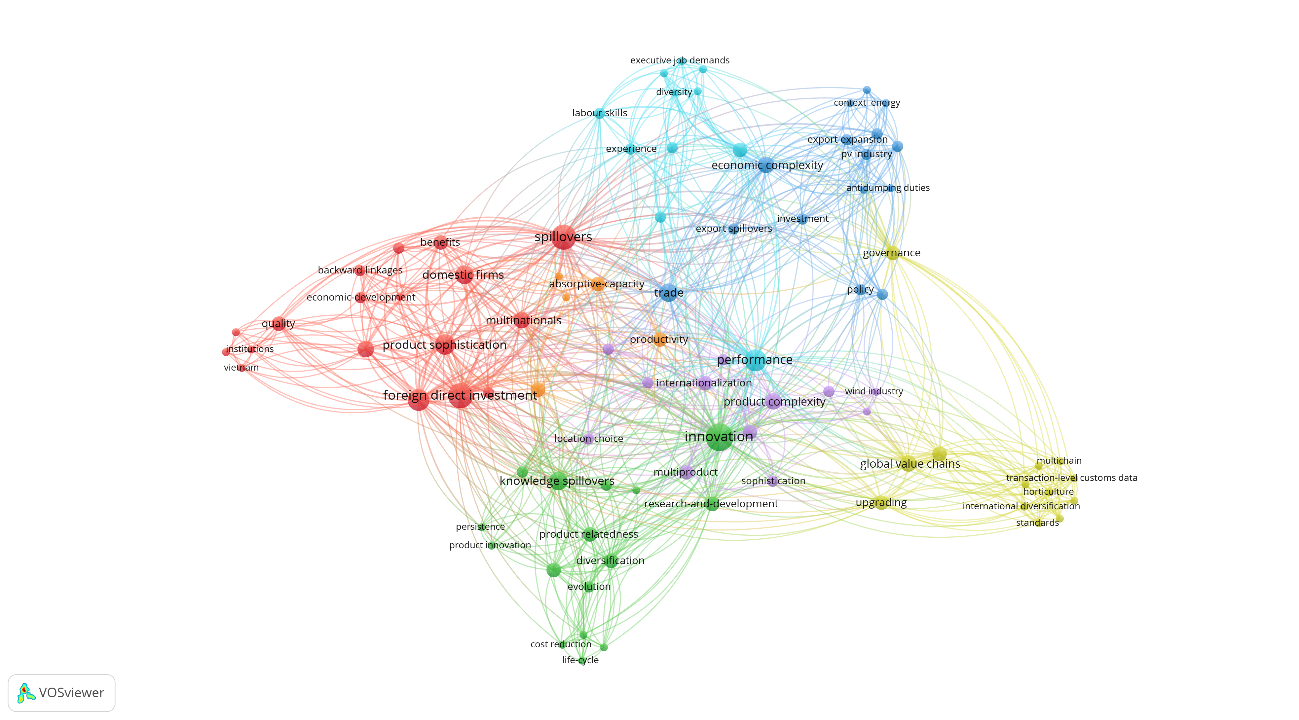 executive job demands
diversity
context energy
labour skills
export expansion
experience
pv industry
economic complexity
antidumping duties
investment
export spillovers
spillovers
benefits
governance
backward linkages
domestic firms
absorptive-capacity
policy
trade
economic development
multinationals
quality
productivity
product sophistication
institutions
performance
vietnam
internationalization
wind industry
foreign direct investment
product complexity
innovation
location choice
multichain
global value chains
multiproduct
transaction-level customs data
knowledge spillovers
sophistication
horticulture
upgrading
research-and-development
international diversification
standards
persistence
product relatedness
product innovation
diversification
evolution
cost reduction
life-cycle
VOSviewer